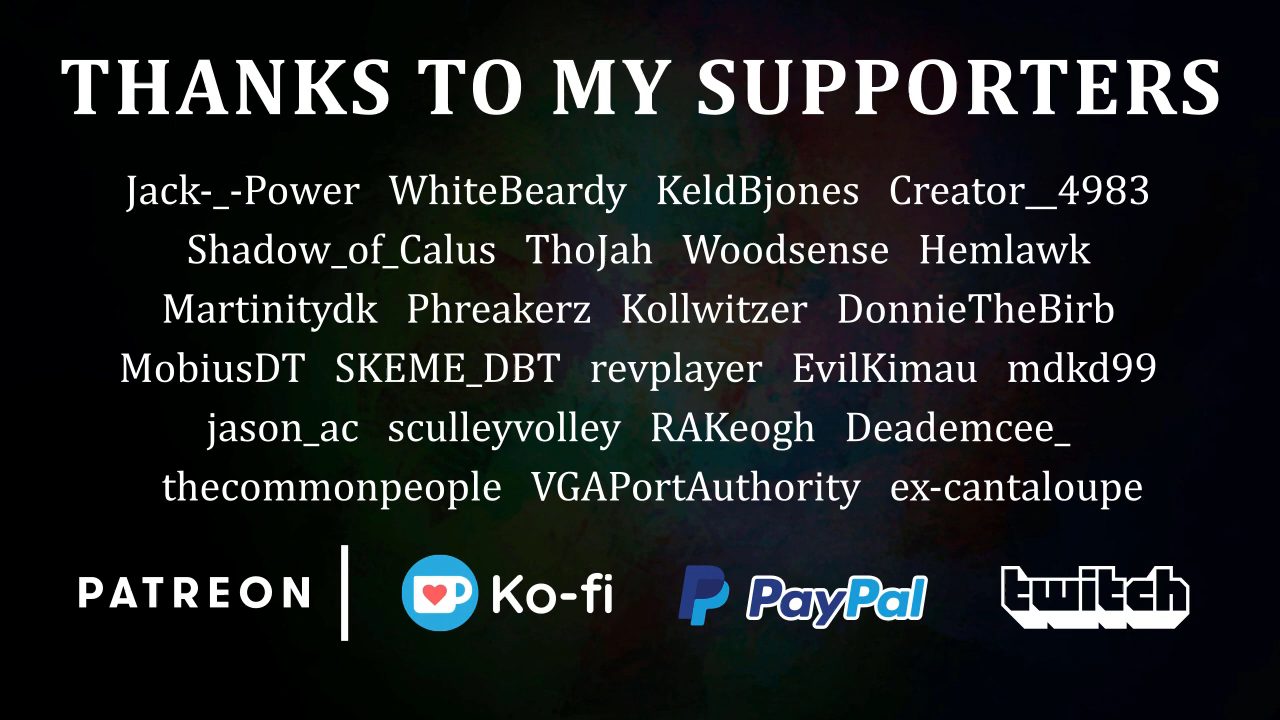 THANKS TO MY SUPPORTERS
Jack-_-Power WhiteBeardy KeldBjones Creator__4983
Shadow_of_Calus ThoJah Woodsense Hemlawk
Martinitydk Phreakerz Kollwitzer DonnieTheBirb
MobiusDT SKEME_DBT revplayer EvilKimau mdkd99
jason_ac sculleyvolley RAKeogh Deademcee_
thecommonpeople VGAPortAuthority ex-cantaloupe
PATREON Ko-fi PayPal twitch